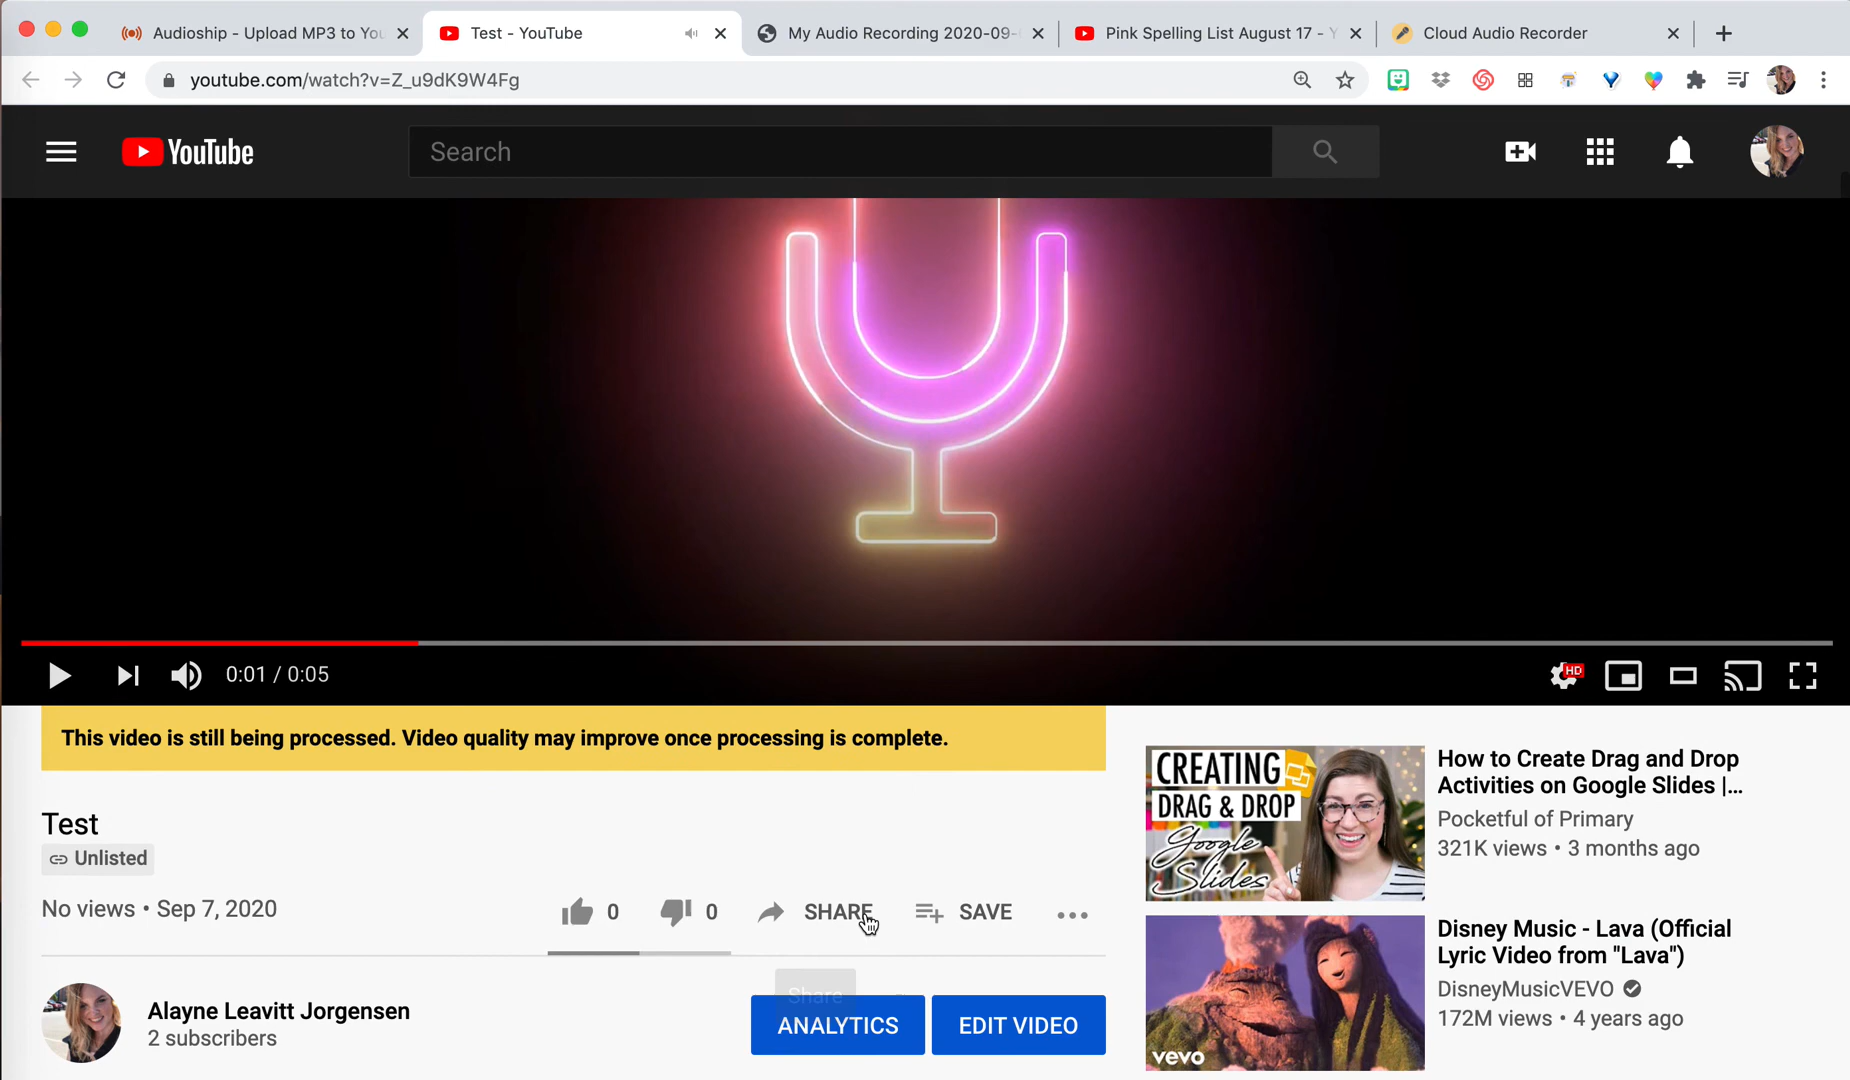 Audioship - Upload MP3 to You
Test - YouTube
My Audio Recording 2020-09-
Pink Spelling List August 17 - Y
Cloud Audio Recorder
youtube.com/watch?v=Z_u9dK9W4Fg
YouTube
Search
0:01 / 0:05
HD
This video is still being processed. Video quality may improve once processing is complete.
Test
Unlisted
No views • Sep 7, 2020
0
0
SHARE
SAVE
Share
Alayne Leavitt Jorgensen
2 subscribers
ANALYTICS
EDIT VIDEO
CREATING
DRAG & DROP
Google
Slides
How to Create Drag and Drop
Activities on Google Slides |...
Pocketful of Primary
321K views • 3 months ago
vevo
Disney Music - Lava (Official
Lyric Video from "Lava")
DisneyMusicVEVO
172M views • 4 years ago